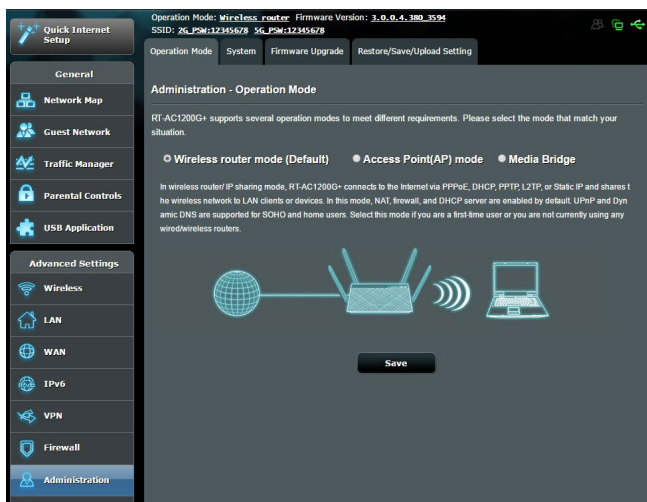 Quick Internet
Setup
General
Network Map
Guest Network
Traffic Manager
Parental Controls
USB Application
Advanced Settings
Wireless
LAN
WAN
IPv6
VPN
Firewall
Administration
Operation Mode: Wireless router Firmware Version: 3.0.0.4.380_3594
SSID: 2G_PSW:12345678 5G_PSW:12345678
Operation Mode System Firmware Upgrade Restore/Save/Upload Setting
Administration - Operation Mode
RT-AC1200G+ supports several operation modes to meet different requirements. Please select the mode that match your
situation.
Wireless router mode (Default) Access Point(AP) mode Media Bridge
In wireless router/ IP sharing mode, RT-AC1200G+ connects to the Internet via PPPoE, DHCP, PPTP, L2TP, or Static IP and shares t
he wireless network to LAN clients or devices. In this mode, NAT, firewall, and DHCP server are enabled by default. UPnP and Dyn
amic DNS are supported for SOHO and home users. Select this mode if you are a first-time user or you are not currently using any
wired/wireless routers.
Save